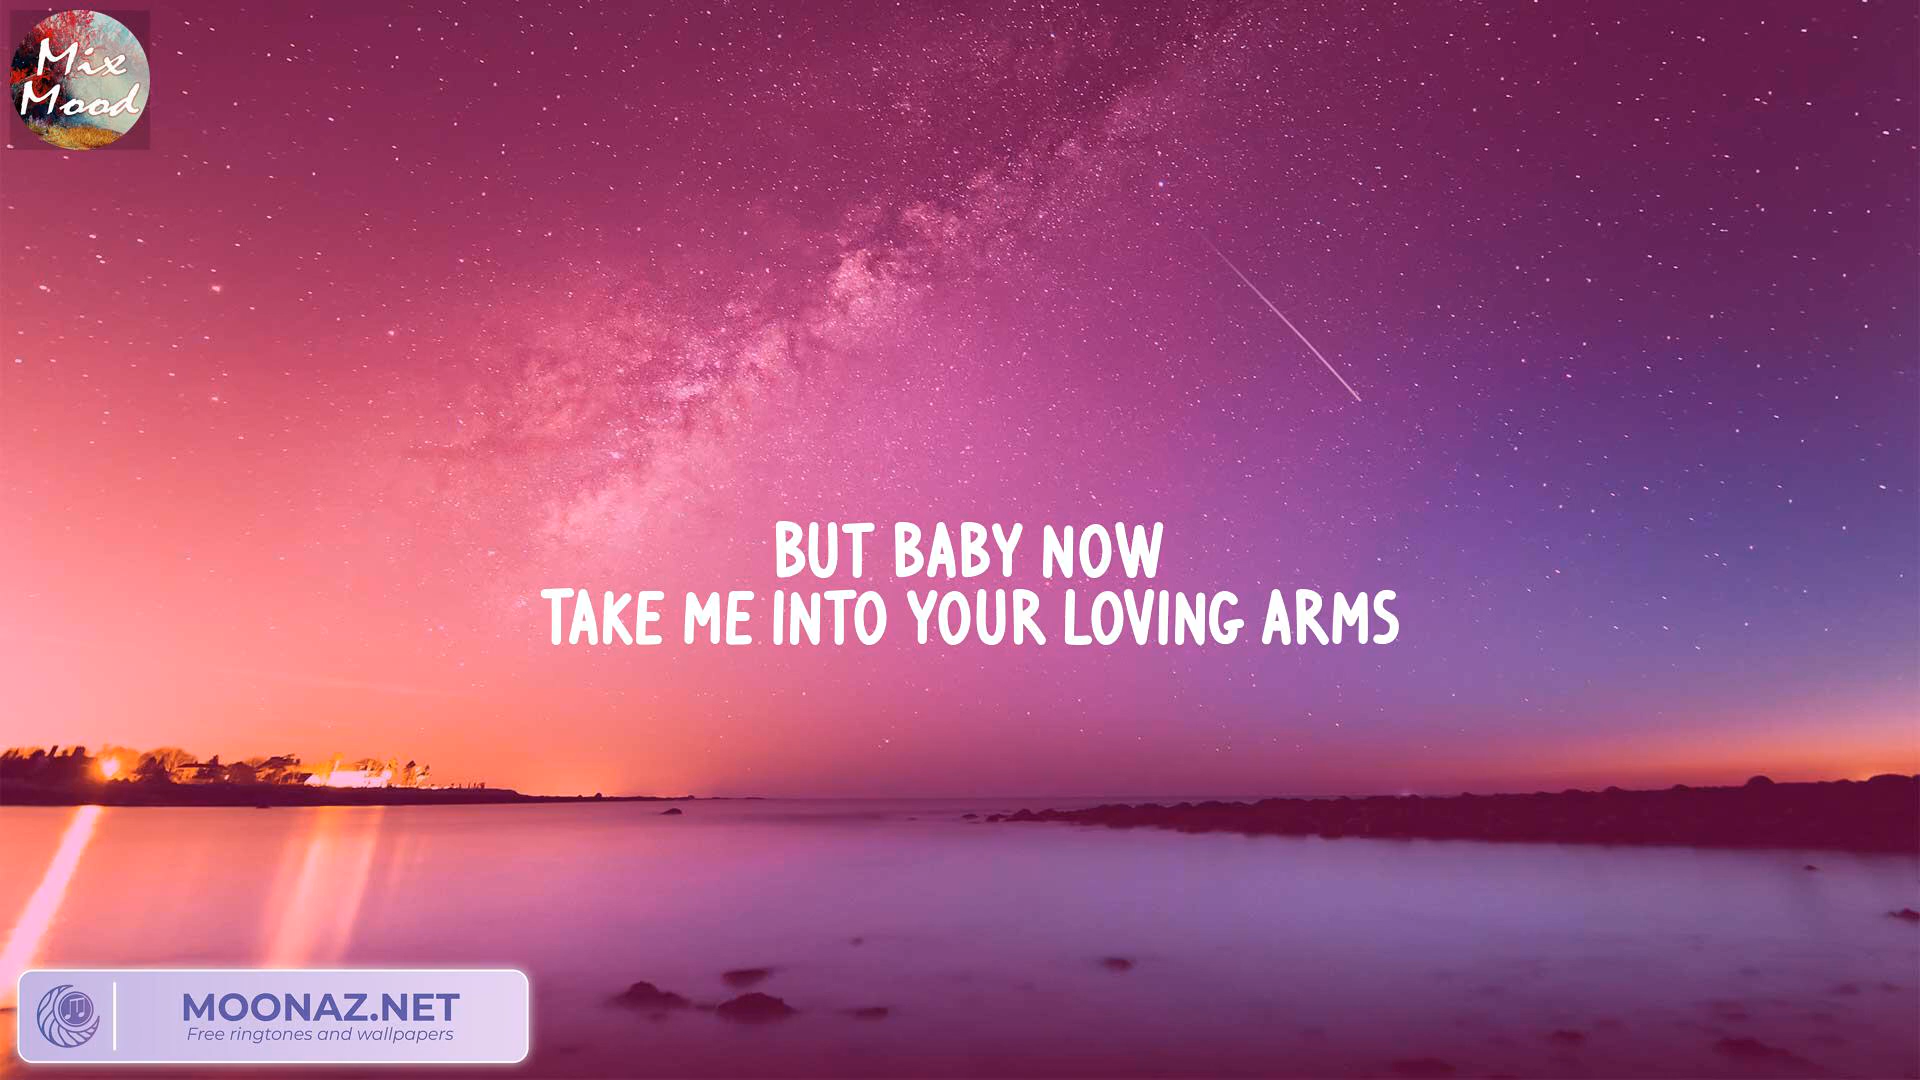 Mix
Mood
BUT BABY NOW
TAKE ME INTO YOUR LOVING ARMS
MOONAZ.NET
Free ringtones and wallpapers